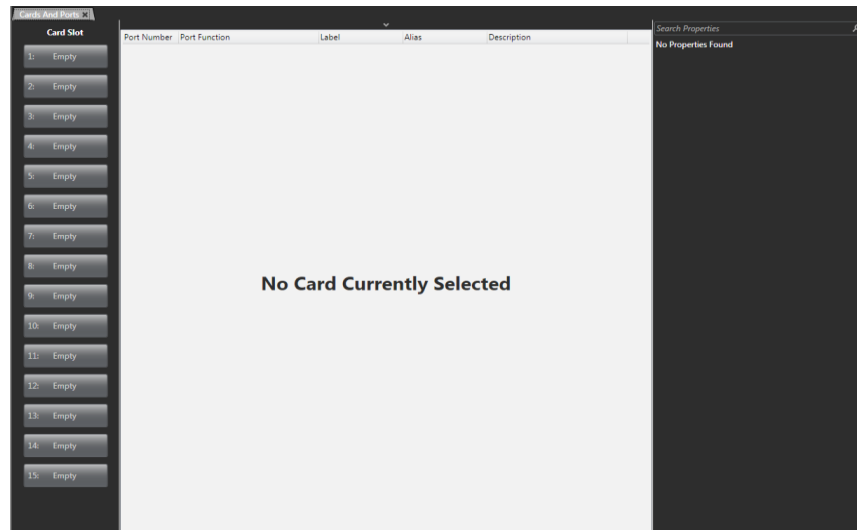 Cards And Ports
Card Slot
1: Empty
2: Empty
3: Empty
4: Empty
5: Empty
6: Empty
7: Empty
8: Empty
9: Empty
10: Empty
11: Empty
12: Empty
13: Empty
14: Empty
15: Empty
Port Number Port Function Label Alias Description
No Card Currently Selected
Search Properties
No Properties Found